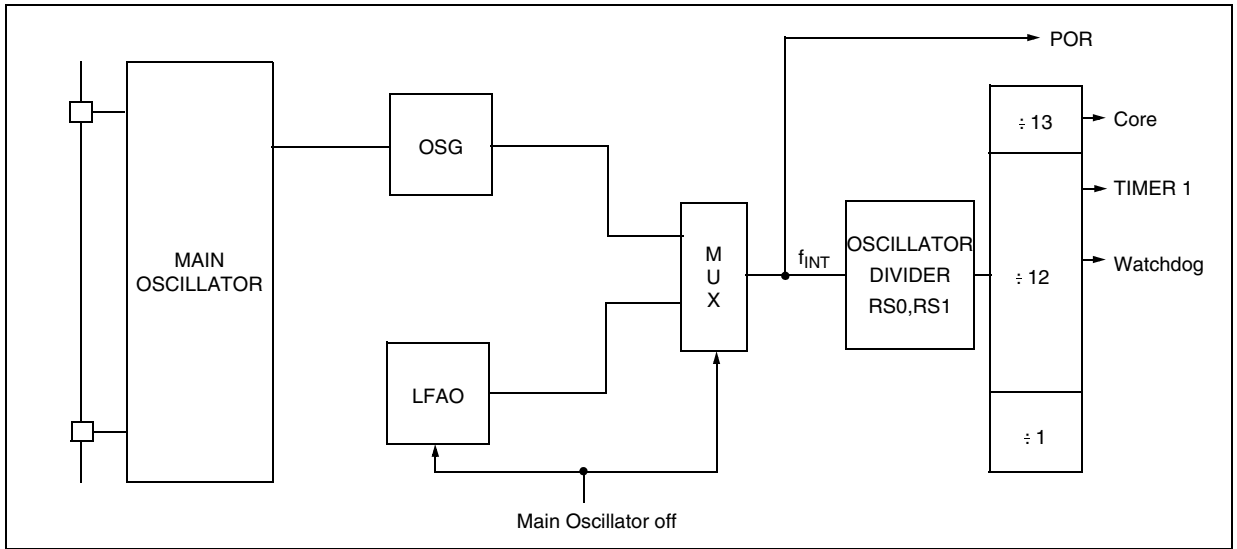 POR
÷ 13
Core
OSG
TIMER 1
MAIN
OSCILLATOR
M
U
X
fINT
OSCILLATOR
DIVIDER
RS0,RS1
÷ 12
Watchdog
LFAO
÷ 1
Main Oscillator off